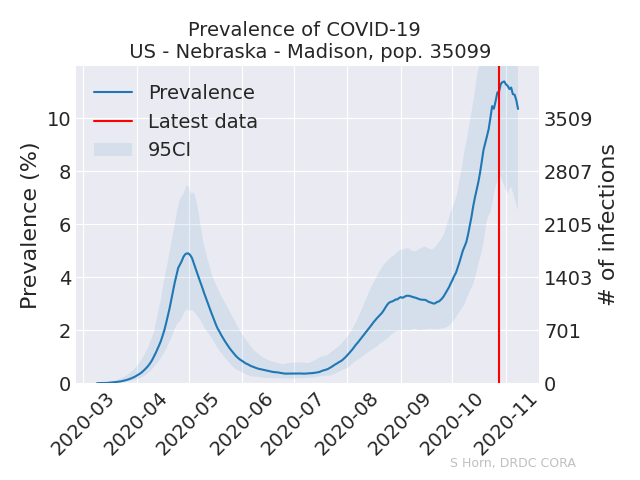 Prevalence of COVID-19
US - Nebraska - Madison, pop. 35099
Prevalence
Latest data
95CI
Prevalence (%)
10
8
6
4
2
0
3509
2807
2105
1403
701
0
# of infections
2020-03
2020-04
2020-05
2020-06
2020-07
2020-08
2020-09
2020-10
2020-11
S Horn, DRDC CORA